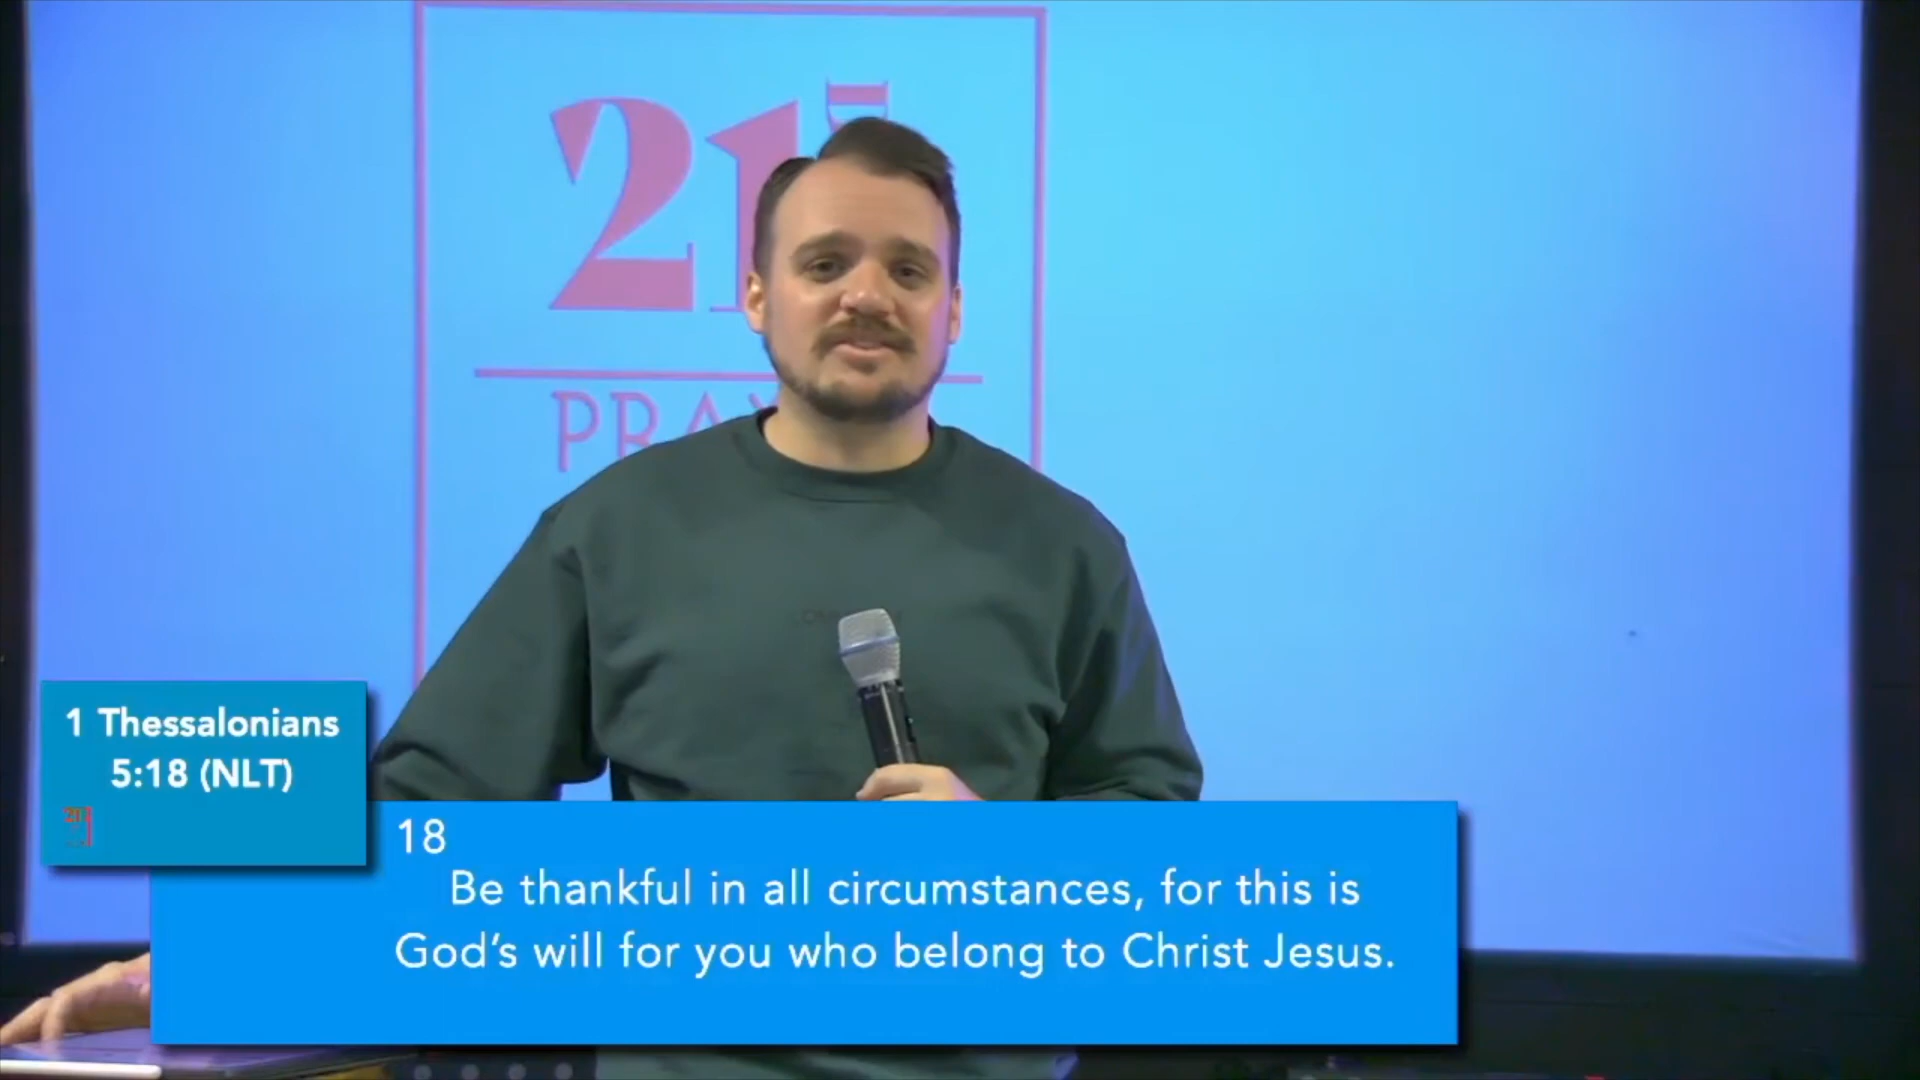 21
1 Thessalonians
5:18 (NLT)
18
Be thankful in all circumstances, for this is
God's will for you who belong to Christ Jesus.